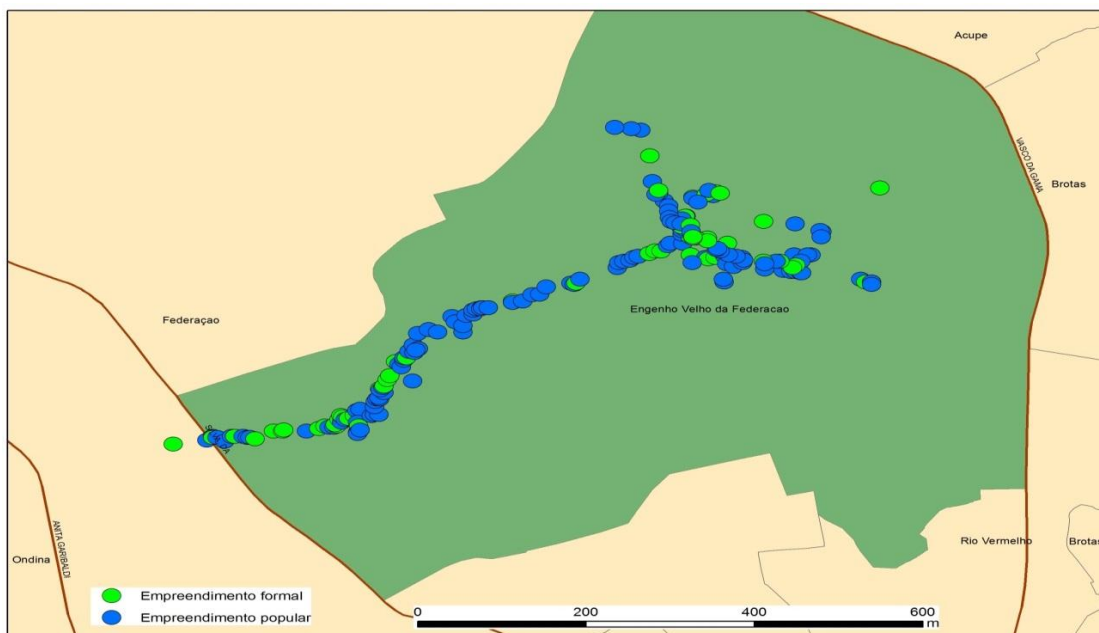 Acupe
VASCO DA GAMA
Brotas
Engenho Velho da Federacao
Federaçao
Rio Vermelho
Brotas
Ondina
ANITA GARIBALDI
Empreendimento formal
Empreendimento popular
0 200 400 600
m